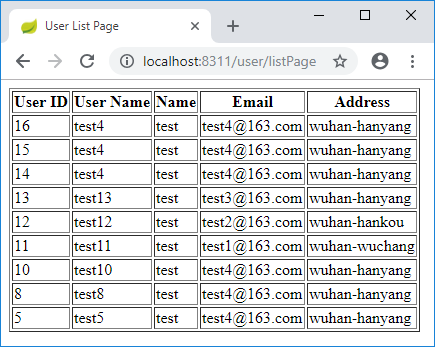 User List Page
localhost:8311/user/listPage
User ID User Name Name Email Address
16 test4 test test4@163.com wuhan-hanyang
15 test4 test test4@163.com wuhan-hanyang
14 test4 test test4@163.com wuhan-hanyang
13 test13 test test3@163.com wuhan-hanyang
12 test12 test test2@163.com wuhan-hankou
11 test11 test test1@163.com wuhan-wuchang
10 test10 test test4@163.com wuhan-hanyang
8 test8 test test4@163.com wuhan-hanyang
5 test5 test test4@163.com wuhan-hanyang